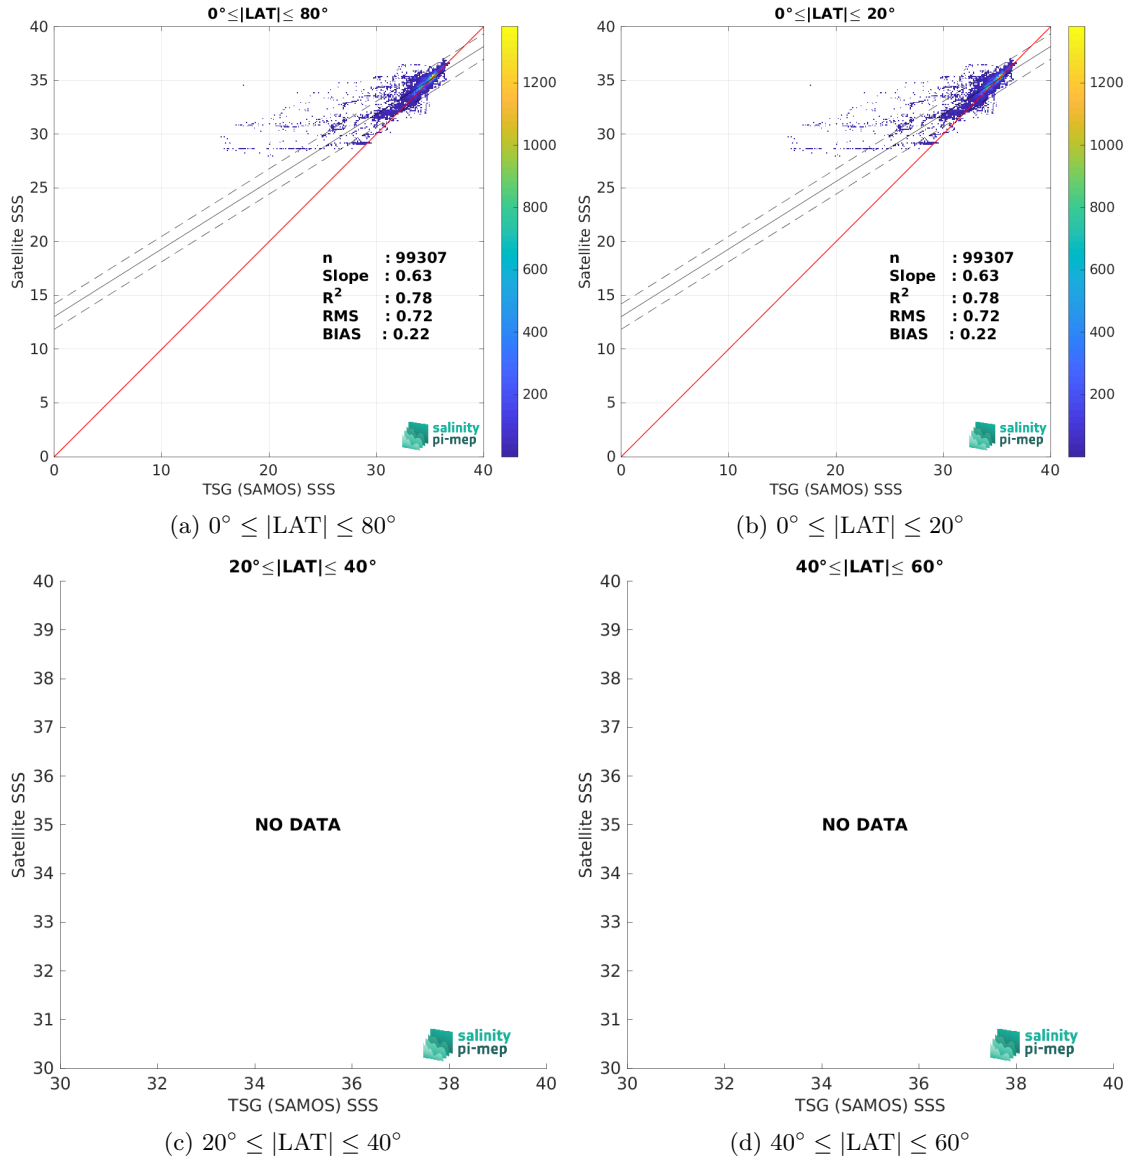 0°≤|LAT|≤ 80°
40
35
30
25
20
15
10
5
0
Satellite SSS
n : 99307
Slope : 0.63
R² : 0.78
RMS : 0.72
BIAS : 0.22
salinity
pi-mep
0 10 20 30 40
TSG (SAMOS) SSS
1200
1000
800
600
400
200
(a) 0° ≤ |LAT| ≤ 80°
0°≤|LAT|≤ 20°
40
35
30
25
20
15
10
5
0
Satellite SSS
n : 99307
Slope : 0.63
R² : 0.78
RMS : 0.72
BIAS : 0.22
salinity
pi-mep
0 10 20 30 40
TSG (SAMOS) SSS
1200
1000
800
600
400
200
(b) 0° ≤ |LAT| ≤ 20°
20°≤|LAT|≤ 40°
40
39
38
37
36
35
34
33
32
31
30
Satellite SSS
NO DATA
salinity
pi-mep
30 32 34 36 38 40
TSG (SAMOS) SSS
(c) 20° ≤ |LAT| ≤ 40°
40°≤|LAT|≤ 60°
40
39
38
37
36
35
34
33
32
31
30
Satellite SSS
NO DATA
salinity
pi-mep
30 32 34 36 38 40
TSG (SAMOS) SSS
(d) 40° ≤ |LAT| ≤ 60°